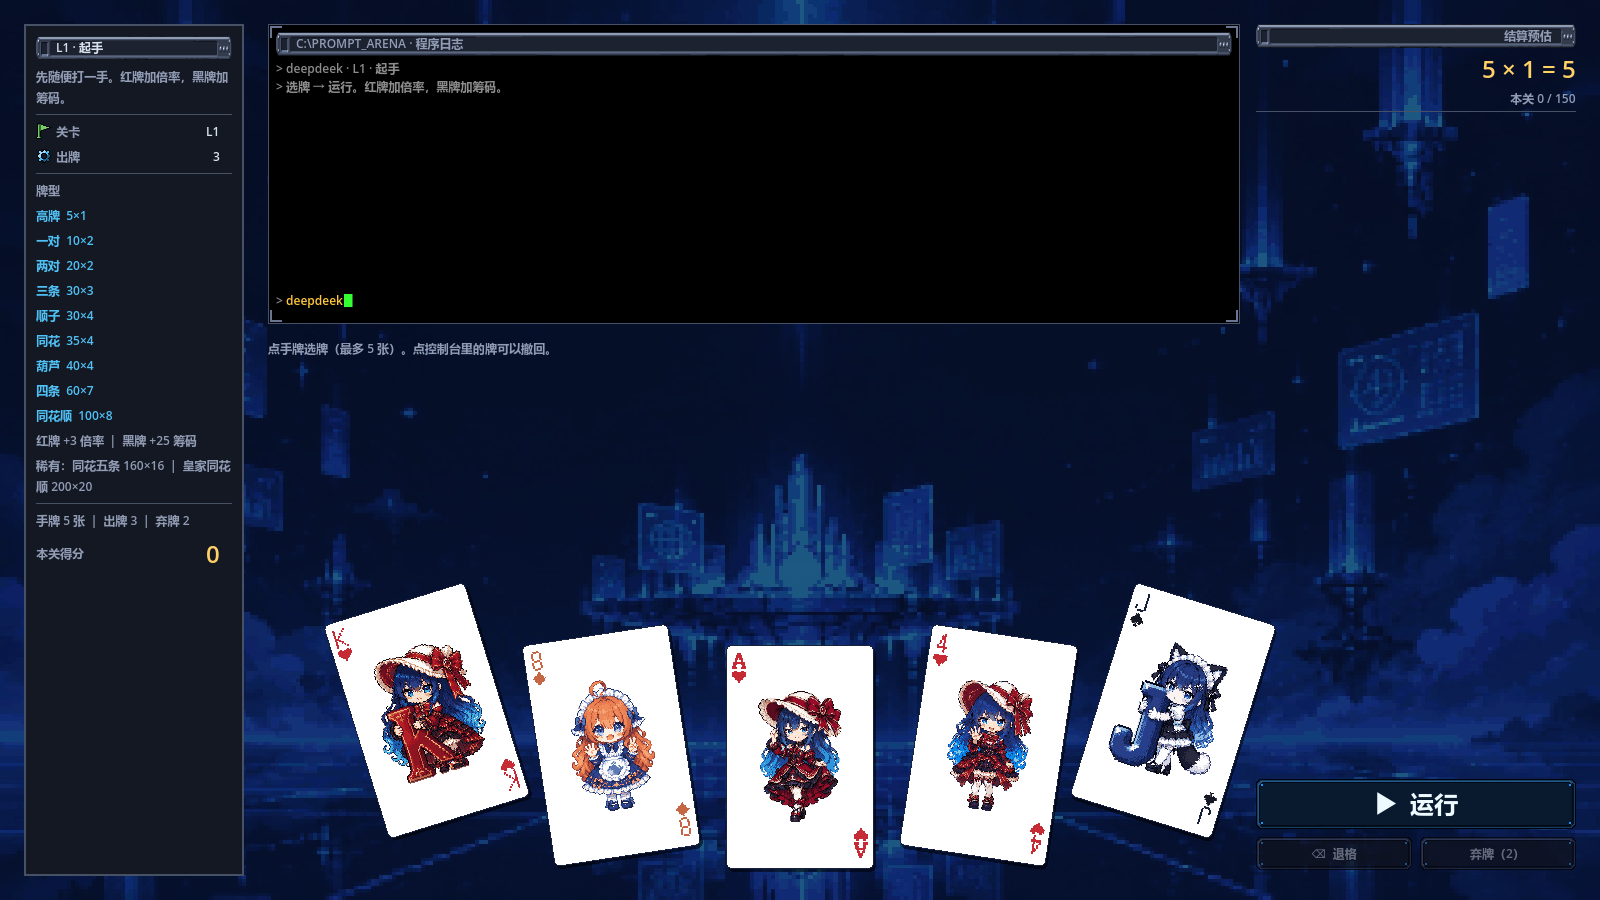 L1 · 起手
先随便打一手。红牌加倍率，黑牌加
筹码。
关卡 L1
出牌 3
牌型
高牌 5×1
一对 10×2
两对 20×2
三条 30×3
顺子 30×4
同花 35×4
葫芦 40×4
四条 60×7
同花顺 100×8
红牌 +3 倍率 | 黑牌 +25 筹码
稀有：同花五条 160×16 | 皇家同花
顺 200×20
手牌 5 张 | 出牌 3 | 弃牌 2
本关得分 0
C:\PROMPT_ARENA · 程序日志
> deepdeek · L1 · 起手
> 选牌 → 运行。红牌加倍率，黑牌加筹码。
> deepdeek
点手牌选牌（最多 5 张）。点控制台里的牌可以撤回。
结算预估
5 × 1 = 5
本关 0 / 150
K
K
8
8
A
A
4
4
J
J
▶ 运行
⌫ 退格
弃牌（2）